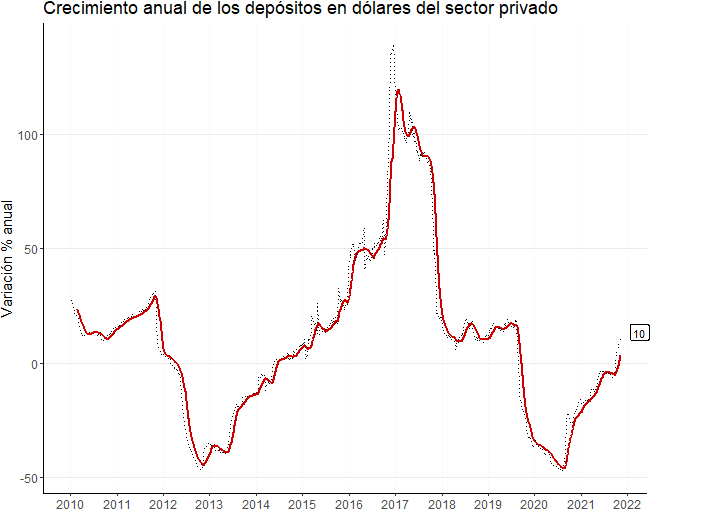 Crecimiento anual de los depósitos en dólares del sector privado
Variación % anual
100
50
0
-50
10
2010 2011 2012 2013 2014 2015 2016 2017 2018 2019 2020 2021 2022